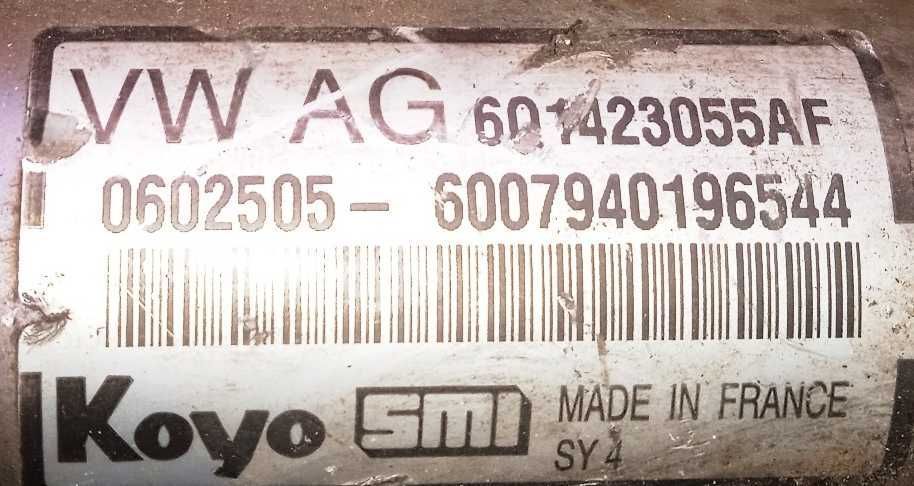 VW AG 601423055AF
0602505- 6007940196544
Koyo SMI MADE IN FRANCE
SY 4